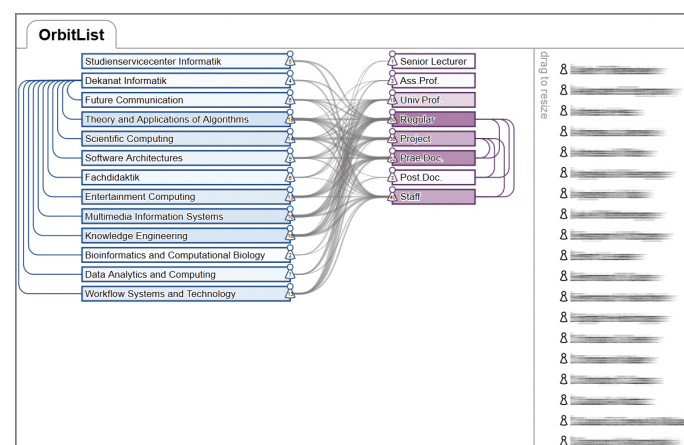 OrbitList
Studienservicecenter Informatik
Dekanat Informatik
Future Communication
Theory and Applications of Algorithms
Scientific Computing
Software Architectures
Fachdidaktik
Entertainment Computing
Multimedia Information Systems
Knowledge Engineering
Bioinformatics and Computational Biology
Data Analytics and Computing
Workflow Systems and Technology
Senior Lecturer
Ass.Prof.
Univ.Prof
Regular
Project
Prae.Doc.
Post.Doc.
Staff
drag to resize